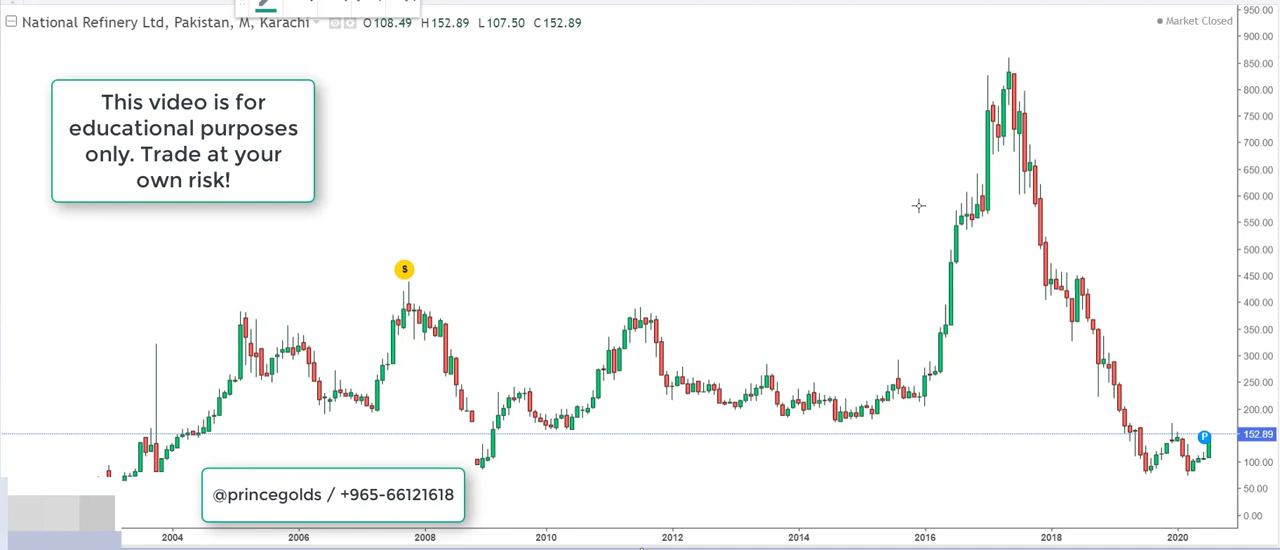 National Refinery Ltd, Pakistan, M, Karachi O108.49 H152.89 L107.50 C152.89
Market Closed
This video is for
educational purposes
only. Trade at your
own risk!
$
P
@princegolds / +965-66121618
950.00
900.00
850.00
800.00
750.00
700.00
650.00
600.00
550.00
500.00
450.00
400.00
350.00
300.00
250.00
200.00
152.89
100.00
50.00
0.00
2004 2006 2008 2010 2012 2014 2016 2018 2020